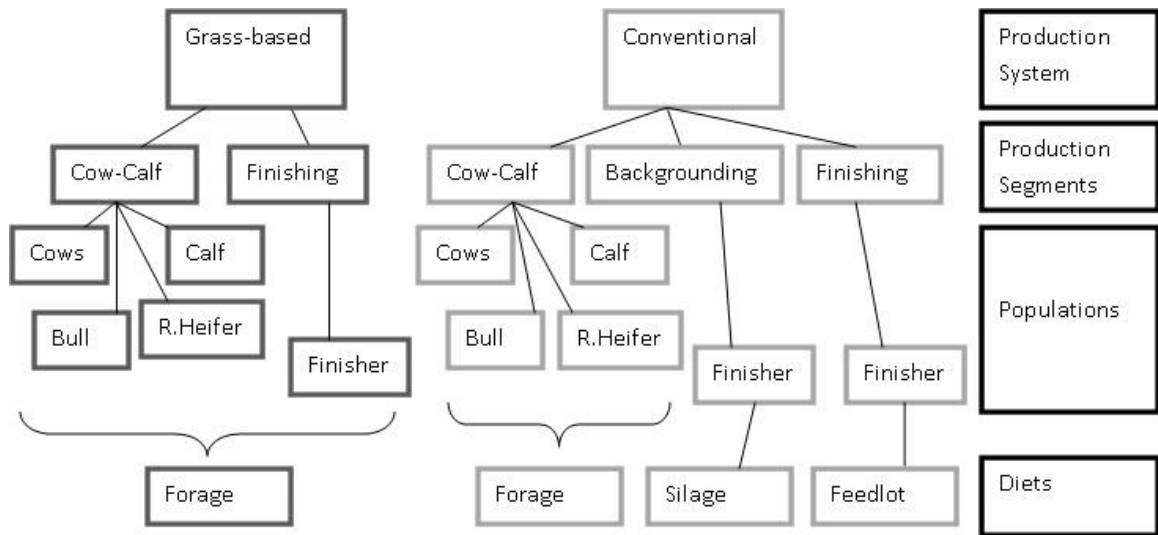 Grass-based
Conventional
Production
System
Cow-Calf
Finishing
Cow-Calf
Backgrounding
Finishing
Production
Segments
Cows
Calf
Bull
R.Heifer
Finisher
Cows
Calf
Bull
R.Heifer
Finisher
Finisher
Populations
Forage
Forage
Silage
Feedlot
Diets